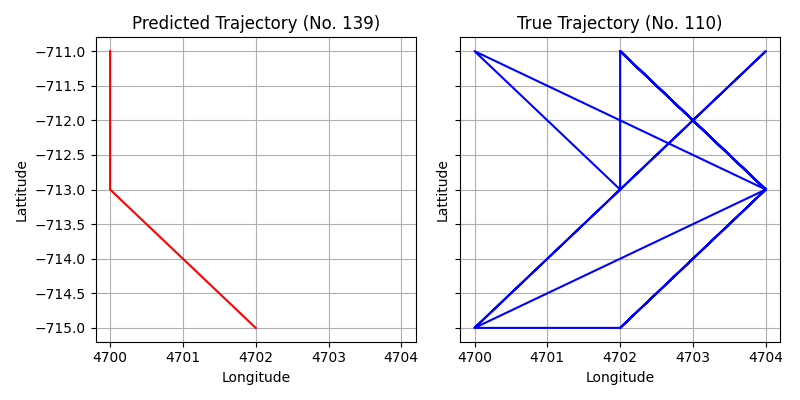 Predicted Trajectory (No. 139)
True Trajectory (No. 110)
−711.0
−711.5
−712.0
−712.5
−713.0
−713.5
−714.0
−714.5
−715.0
Lattitude
Lattitude
4700 4701 4702 4703 4704
4700 4701 4702 4703 4704
Longitude
Longitude